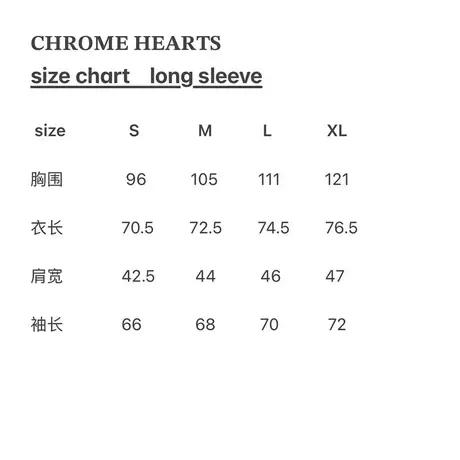 CHROME HEARTS
size chart long sleeve
size S M L XL
胸围 96 105 111 121
衣长 70.5 72.5 74.5 76.5
肩宽 42.5 44 46 47
袖长 66 68 70 72